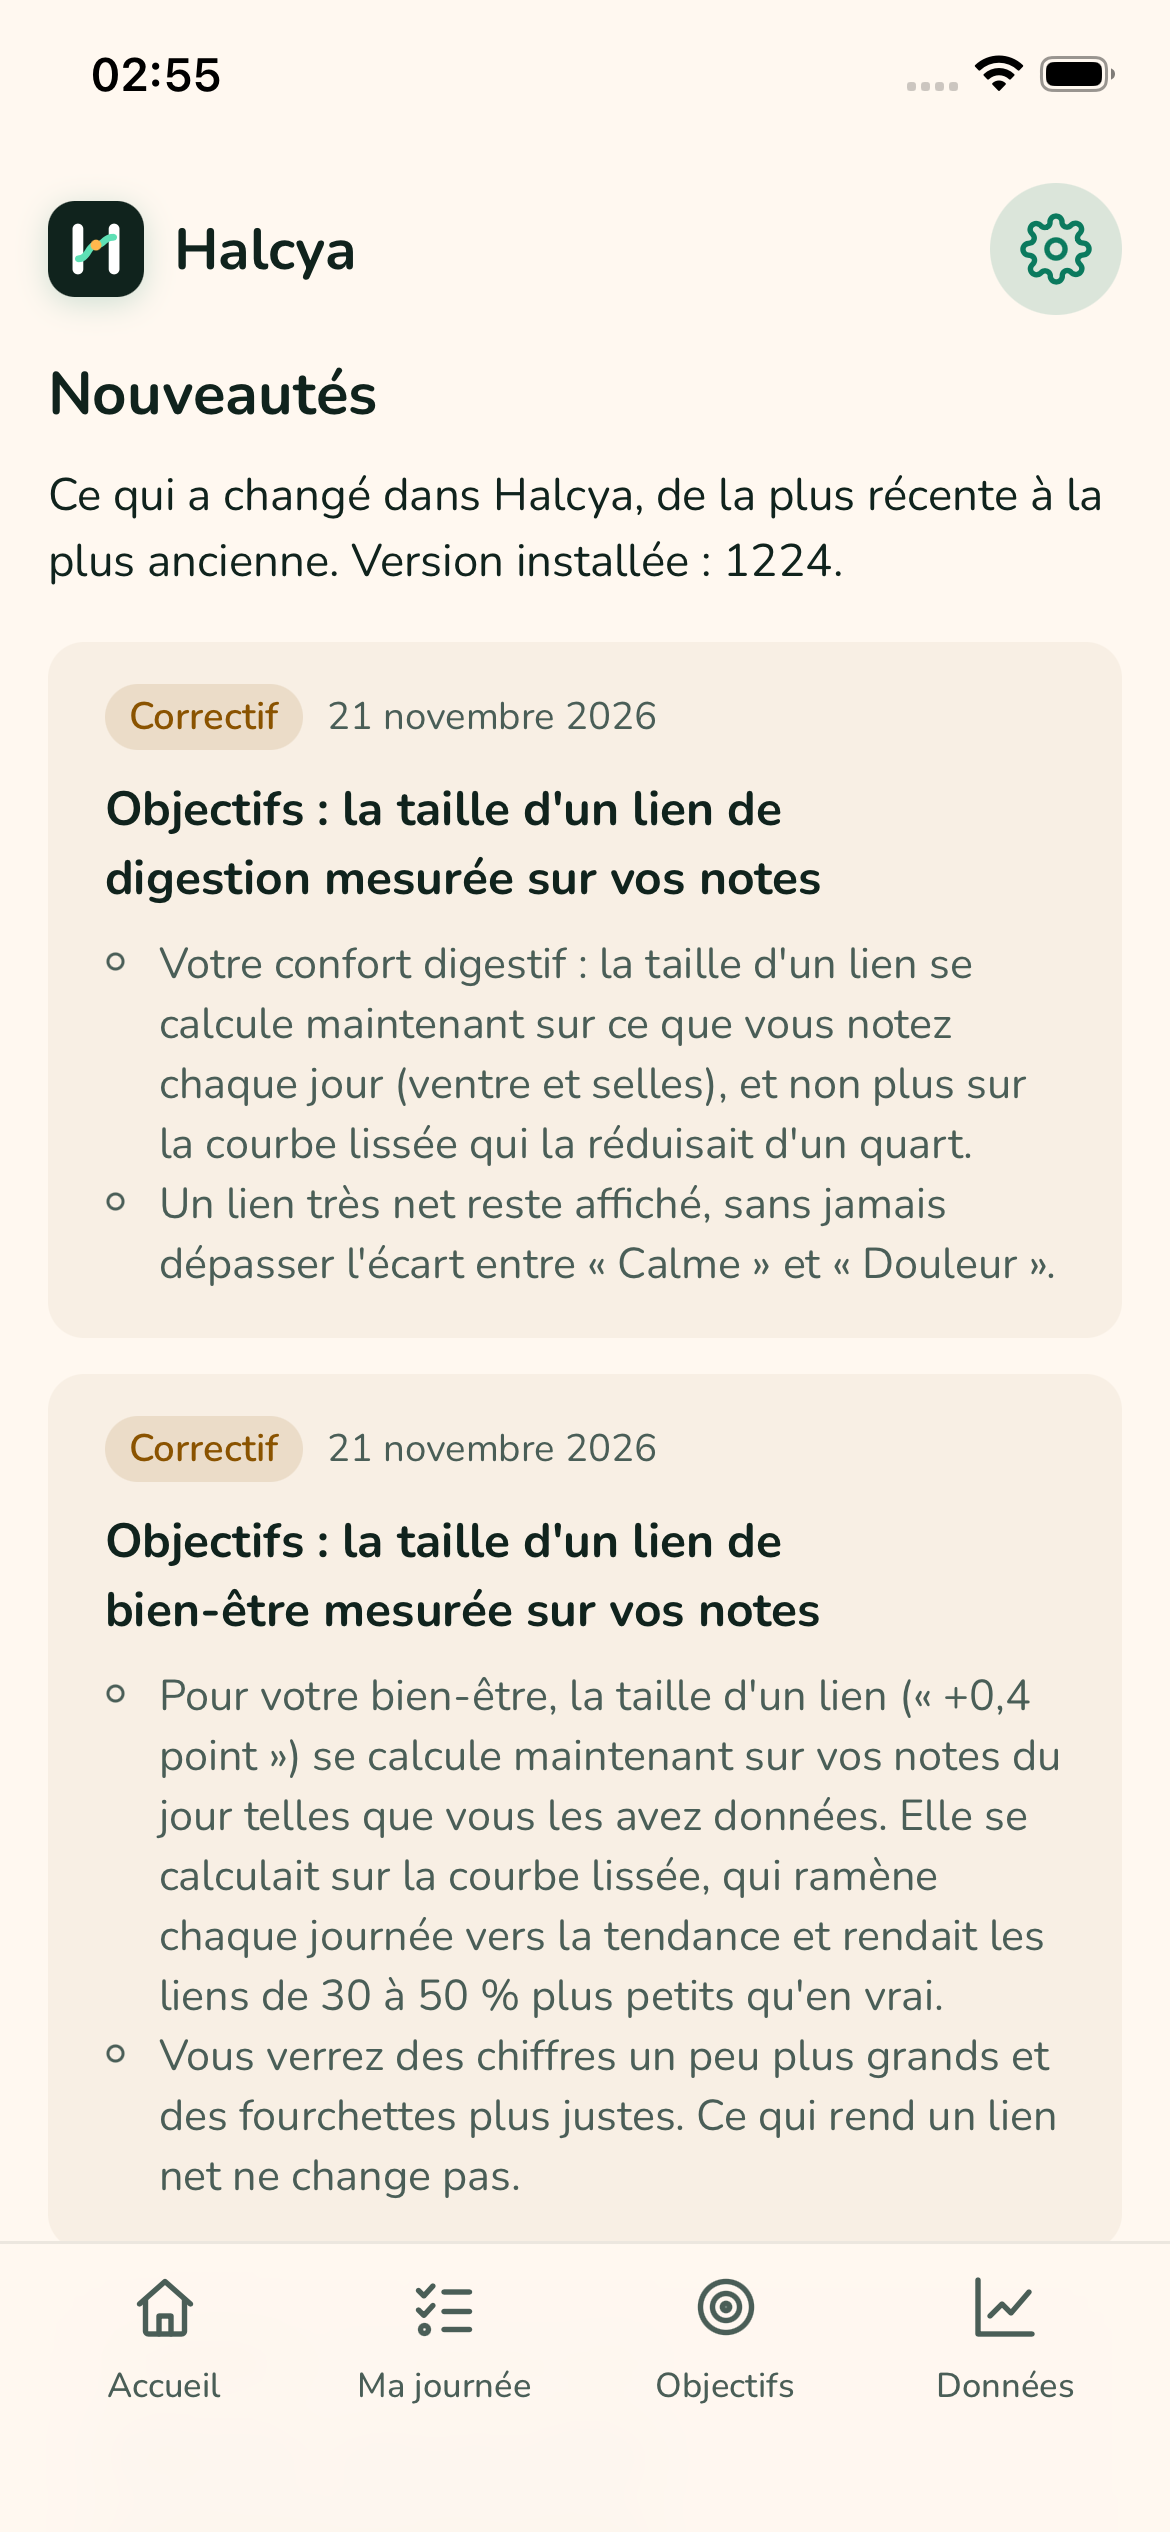 02:55
Halcya
Nouveautés
Ce qui a changé dans Halcya, de la plus récente à la
plus ancienne. Version installée : 1224.
Correctif 21 novembre 2026
Objectifs : la taille d'un lien de
digestion mesurée sur vos notes
Votre confort digestif : la taille d'un lien se
calcule maintenant sur ce que vous notez
chaque jour (ventre et selles), et non plus sur
la courbe lissée qui la réduisait d'un quart.
Un lien très net reste affiché, sans jamais
dépasser l'écart entre « Calme » et « Douleur ».
Correctif 21 novembre 2026
Objectifs : la taille d'un lien de
bien-être mesurée sur vos notes
Pour votre bien-être, la taille d'un lien (« +0,4
point ») se calcule maintenant sur vos notes du
jour telles que vous les avez données. Elle se
calculait sur la courbe lissée, qui ramène
chaque journée vers la tendance et rendait les
liens de 30 à 50 % plus petits qu'en vrai.
Vous verrez des chiffres un peu plus grands et
des fourchettes plus justes. Ce qui rend un lien
net ne change pas.
Accueil Ma journée Objectifs Données